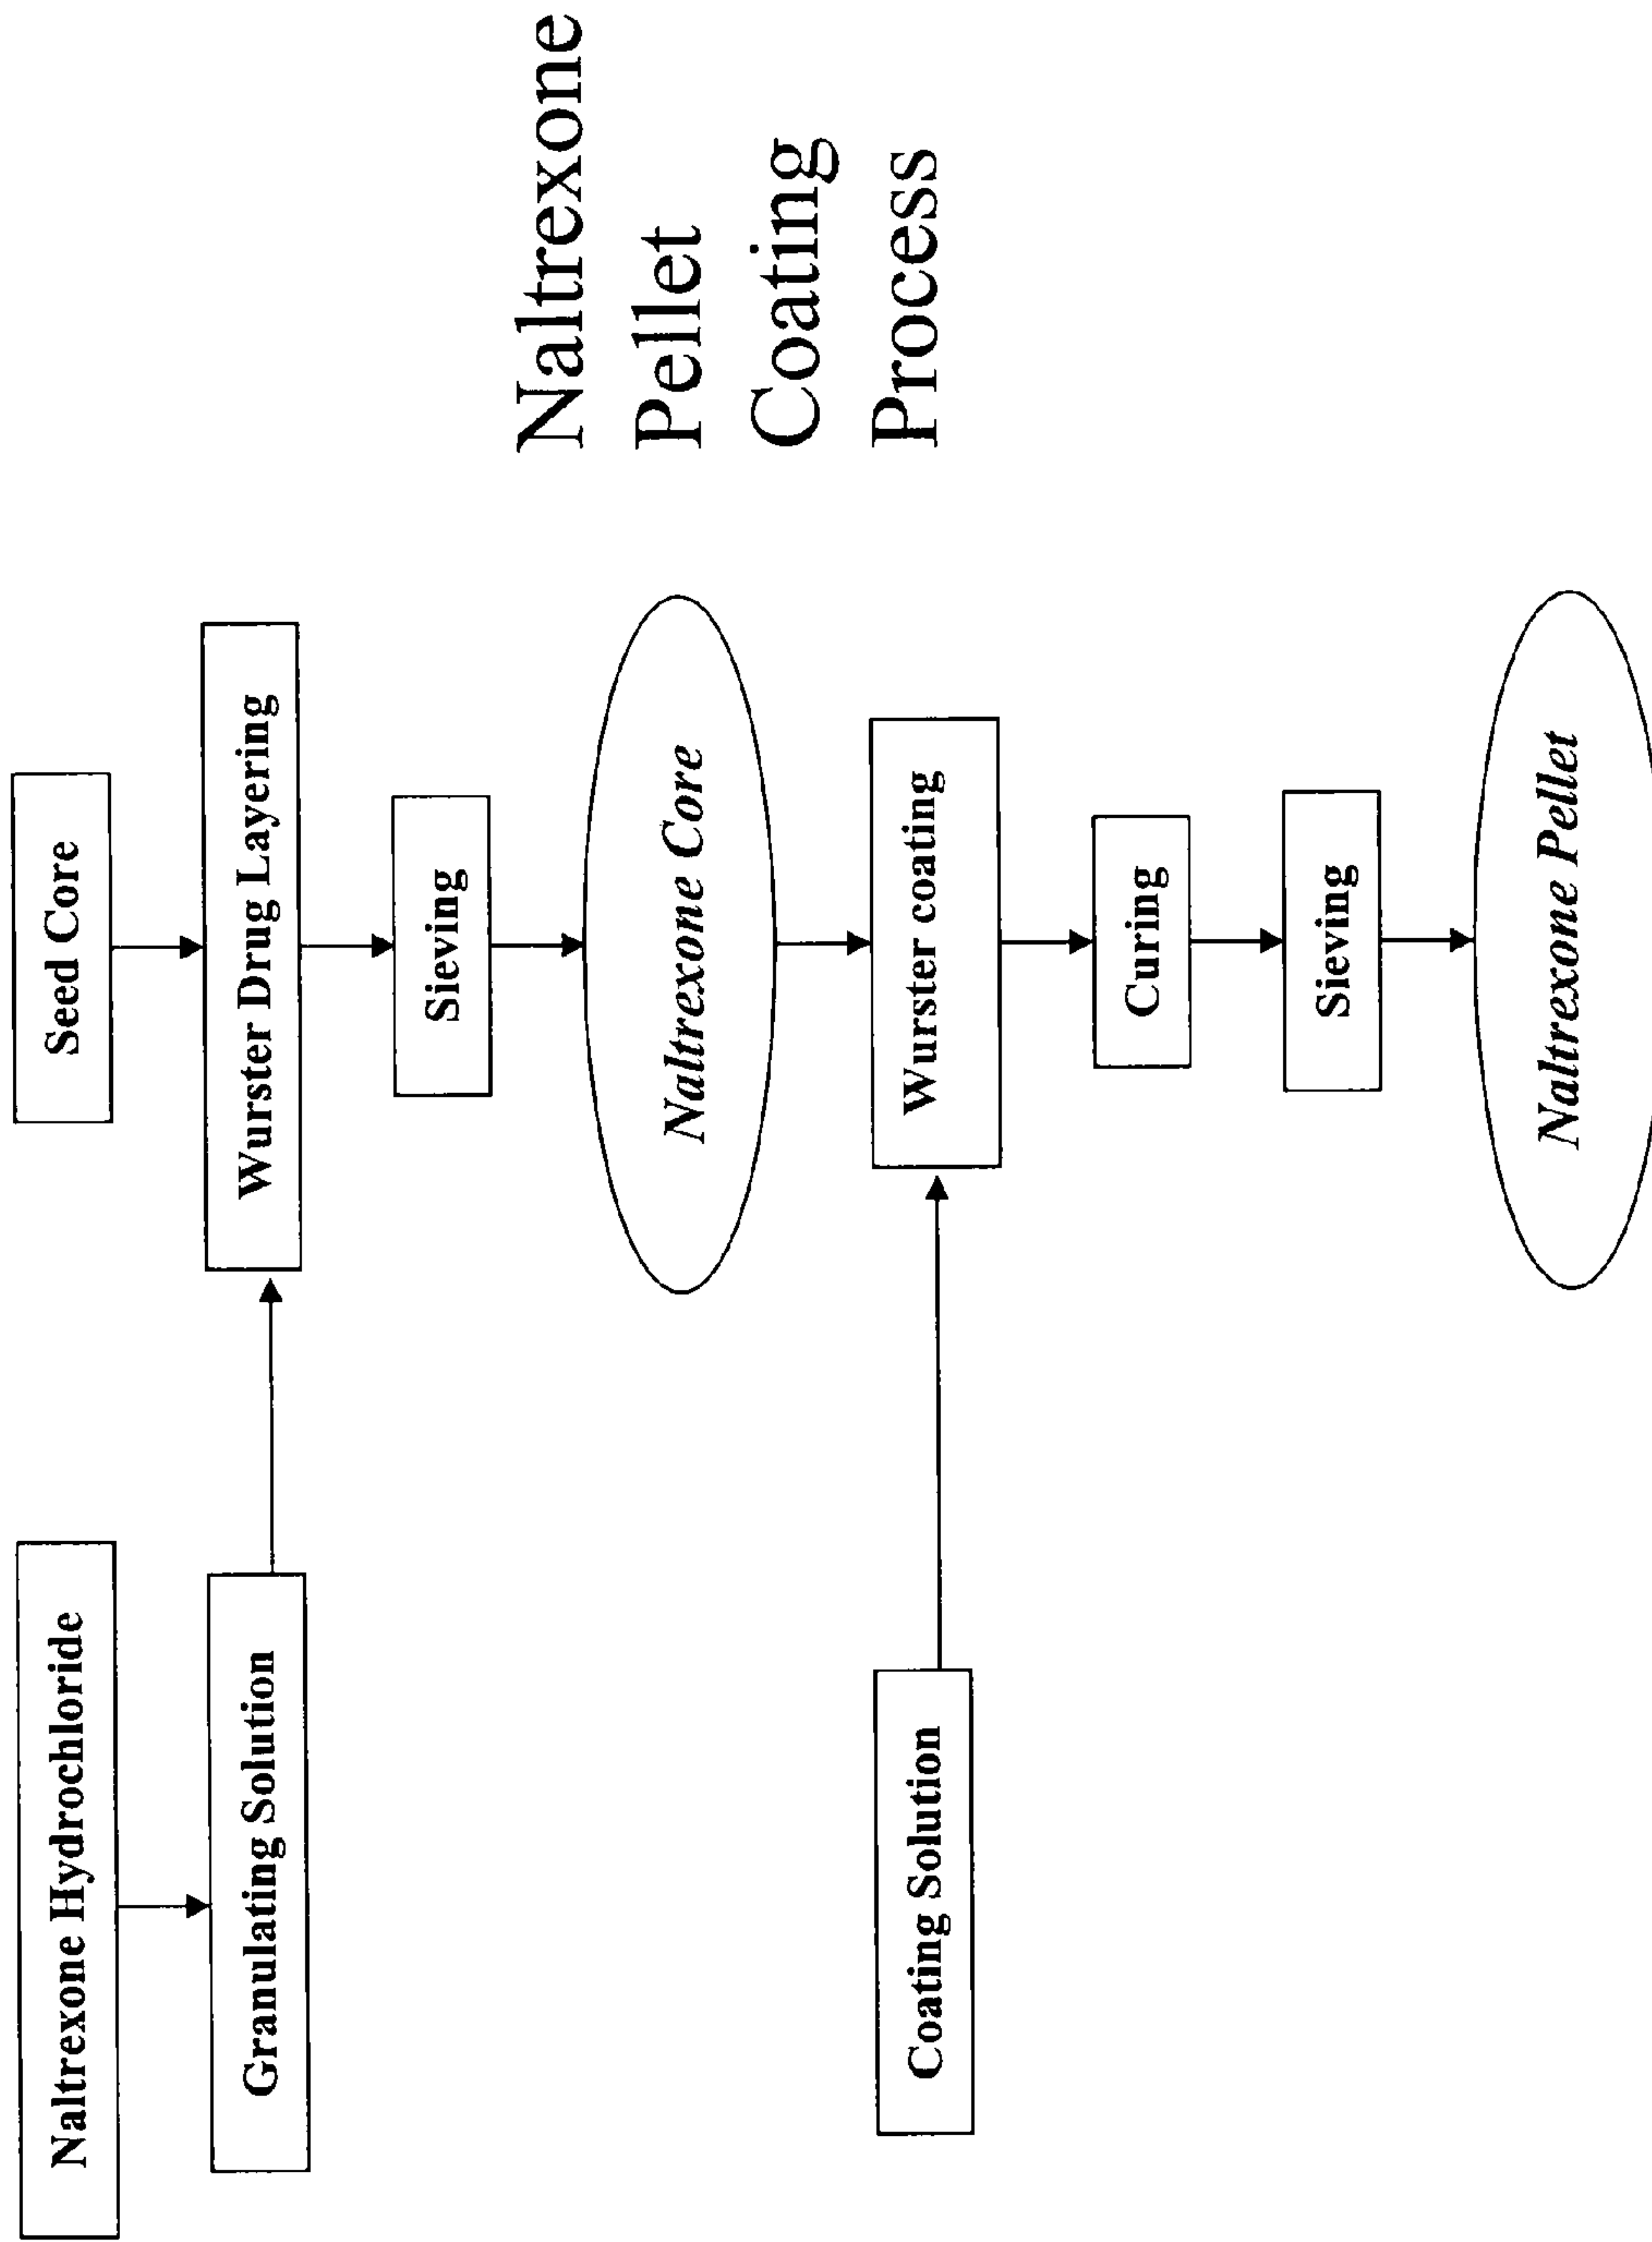 Naltrexone Hydrochloride
Seed Core
Granulating Solution
Wurster Drug Layering
Sieving
Naltrexone Core
Coating Solution
Wurster coating
Curing
Sieving
Naltrexone Pellet
Naltrexone
Pellet
Coating
Process